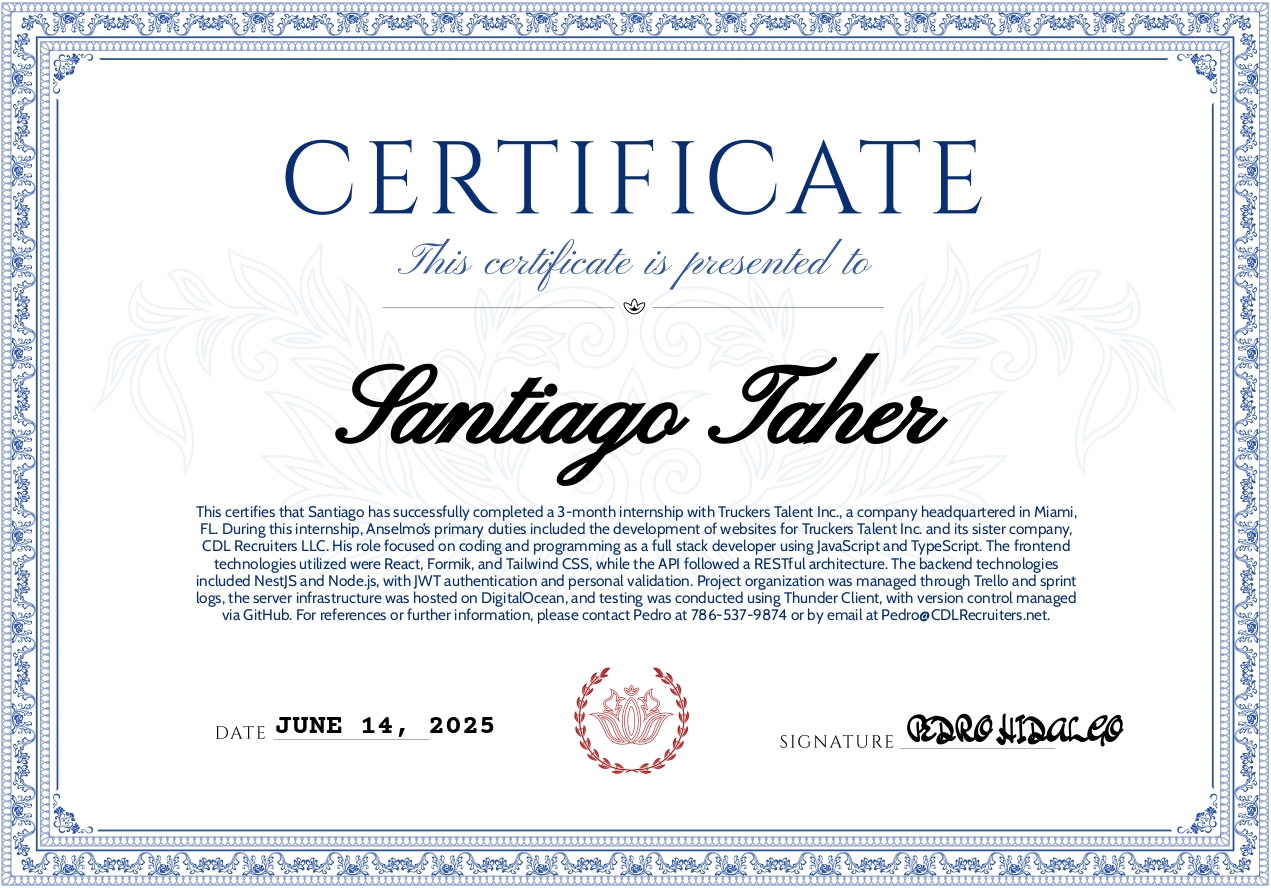 CERTIFICATE
This certificate is presented to
Santiago Taher
This certifies that Santiago has successfully completed a 3-month internship with Truckers Talent Inc., a company headquartered in Miami,
FL. During this internship, Anselmo's primary duties included the development of websites for Truckers Talent Inc. and its sister company,
CDL Recruiters LLC. His role focused on coding and programming as a full stack developer using JavaScript and TypeScript. The frontend
technologies utilized were React, Formik, and Tailwind CSS, while the API followed a RESTful architecture. The backend technologies
included NestJS and Node.js, with JWT authentication and personal validation. Project organization was managed through Trello and sprint
logs, the server infrastructure was hosted on DigitalOcean, and testing was conducted using Thunder Client, with version control managed
via GitHub. For references or further information, please contact Pedro at 786-537-9874 or by email at Pedro@CDLRecruiters.net.
DATE JUNE 14, 2025
SIGNATURE PEDRO HIDALGO